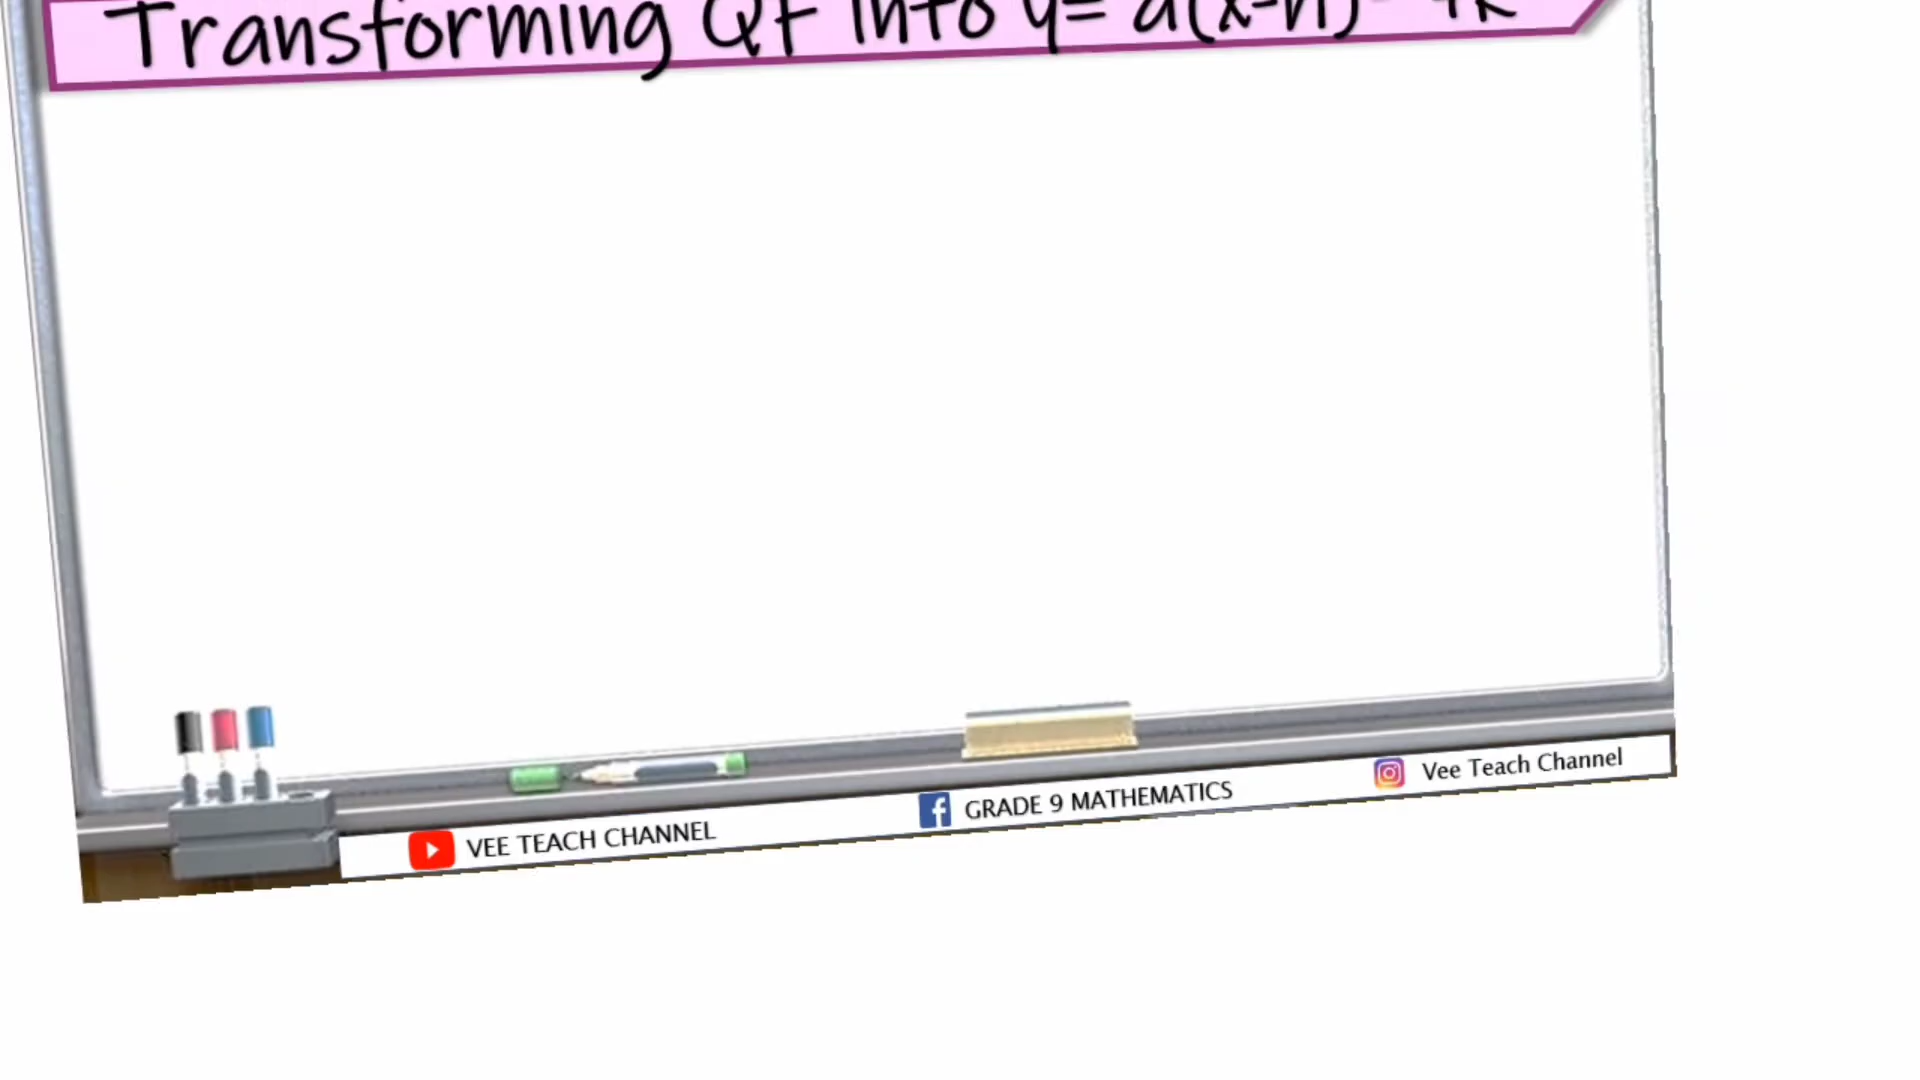 Transforming QF into y= a(x-h)² +k
VEE TEACH CHANNEL
GRADE 9 MATHEMATICS
Vee Teach Channel